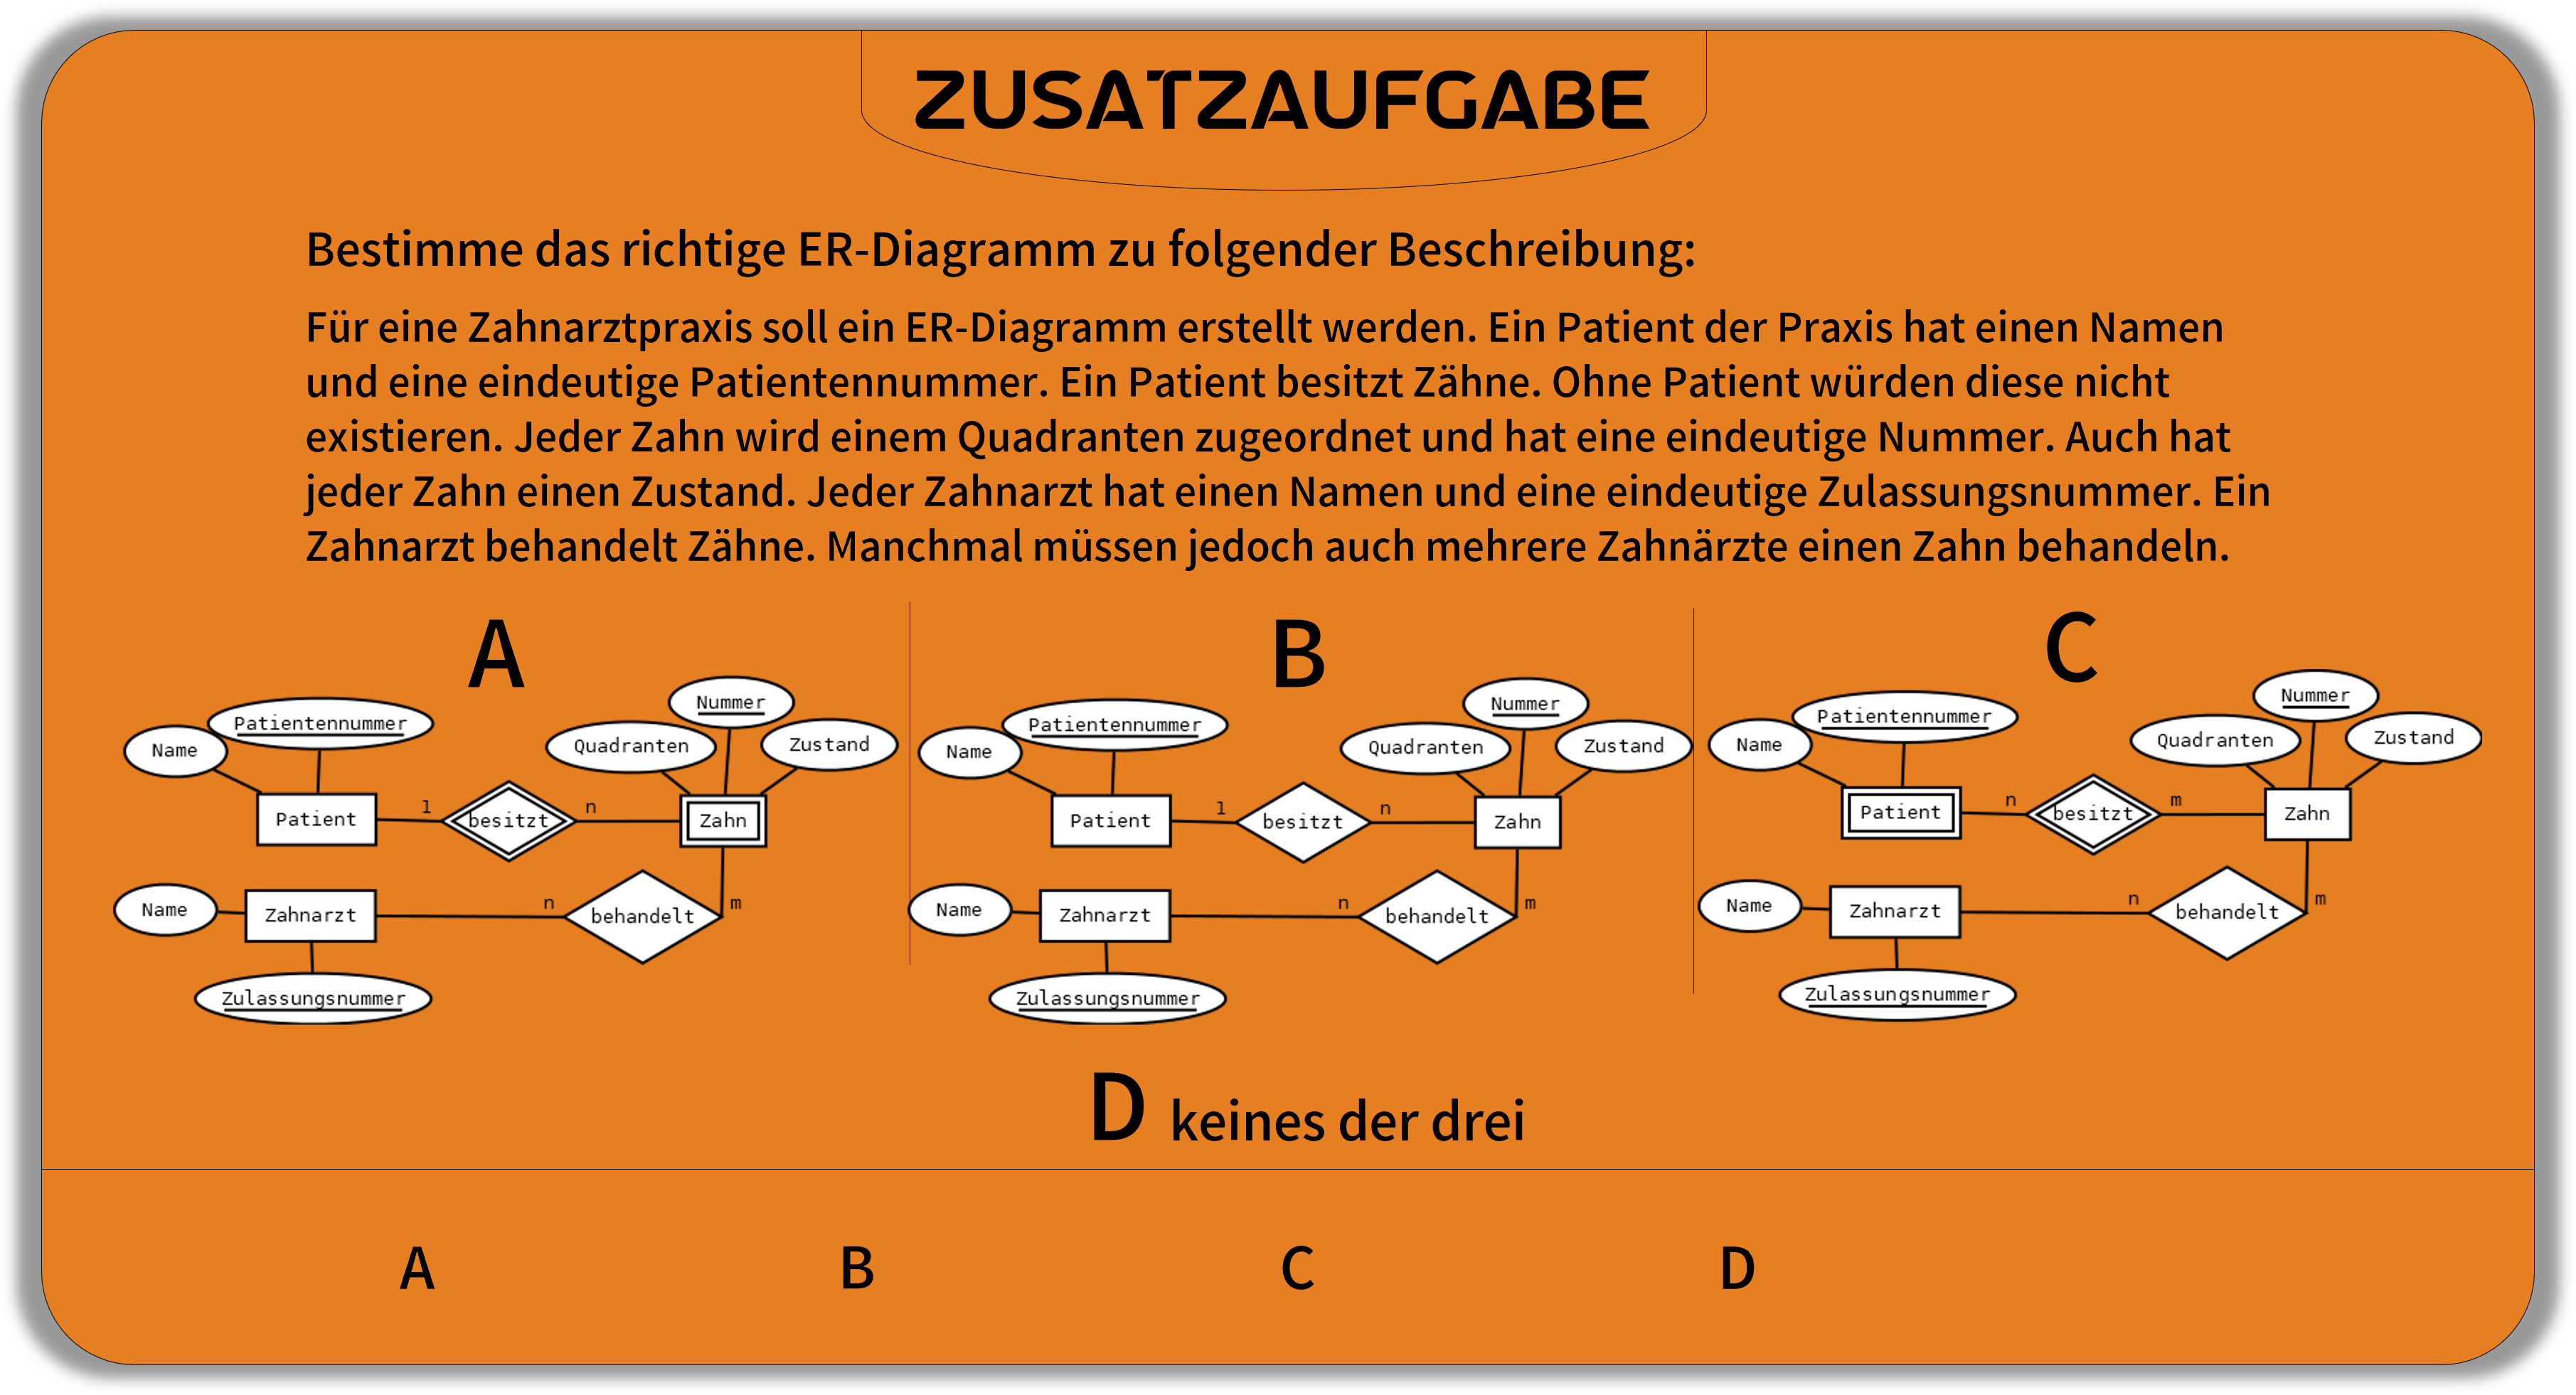 ZUSATZAUFGABE
Bestimme das richtige ER-Diagramm zu folgender Beschreibung:
Für eine Zahnarztpraxis soll ein ER-Diagramm erstellt werden. Ein Patient der Praxis hat einen Namen
und eine eindeutige Patientennummer. Ein Patient besitzt Zähne. Ohne Patient würden diese nicht
existieren. Jeder Zahn wird einem Quadranten zugeordnet und hat eine eindeutige Nummer. Auch hat
jeder Zahn einen Zustand. Jeder Zahnarzt hat einen Namen und eine eindeutige Zulassungsnummer. Ein
Zahnarzt behandelt Zähne. Manchmal müssen jedoch auch mehrere Zahnärzte einen Zahn behandeln.
A
Nummer
Patientennummer
Name
Quadranten
Zustand
Patient
1
besitzt
n
Zahn
Name
Zahnarzt
n
behandelt
m
Zulassungsnummer
B
Nummer
Patientennummer
Name
Quadranten
Zustand
Patient
1
besitzt
n
Zahn
Name
Zahnarzt
n
behandelt
m
Zulassungsnummer
C
Nummer
Patientennummer
Name
Quadranten
Zustand
Patient
n
besitzt
m
Zahn
Name
Zahnarzt
n
behandelt
m
Zulassungsnummer
D keines der drei
A B C D